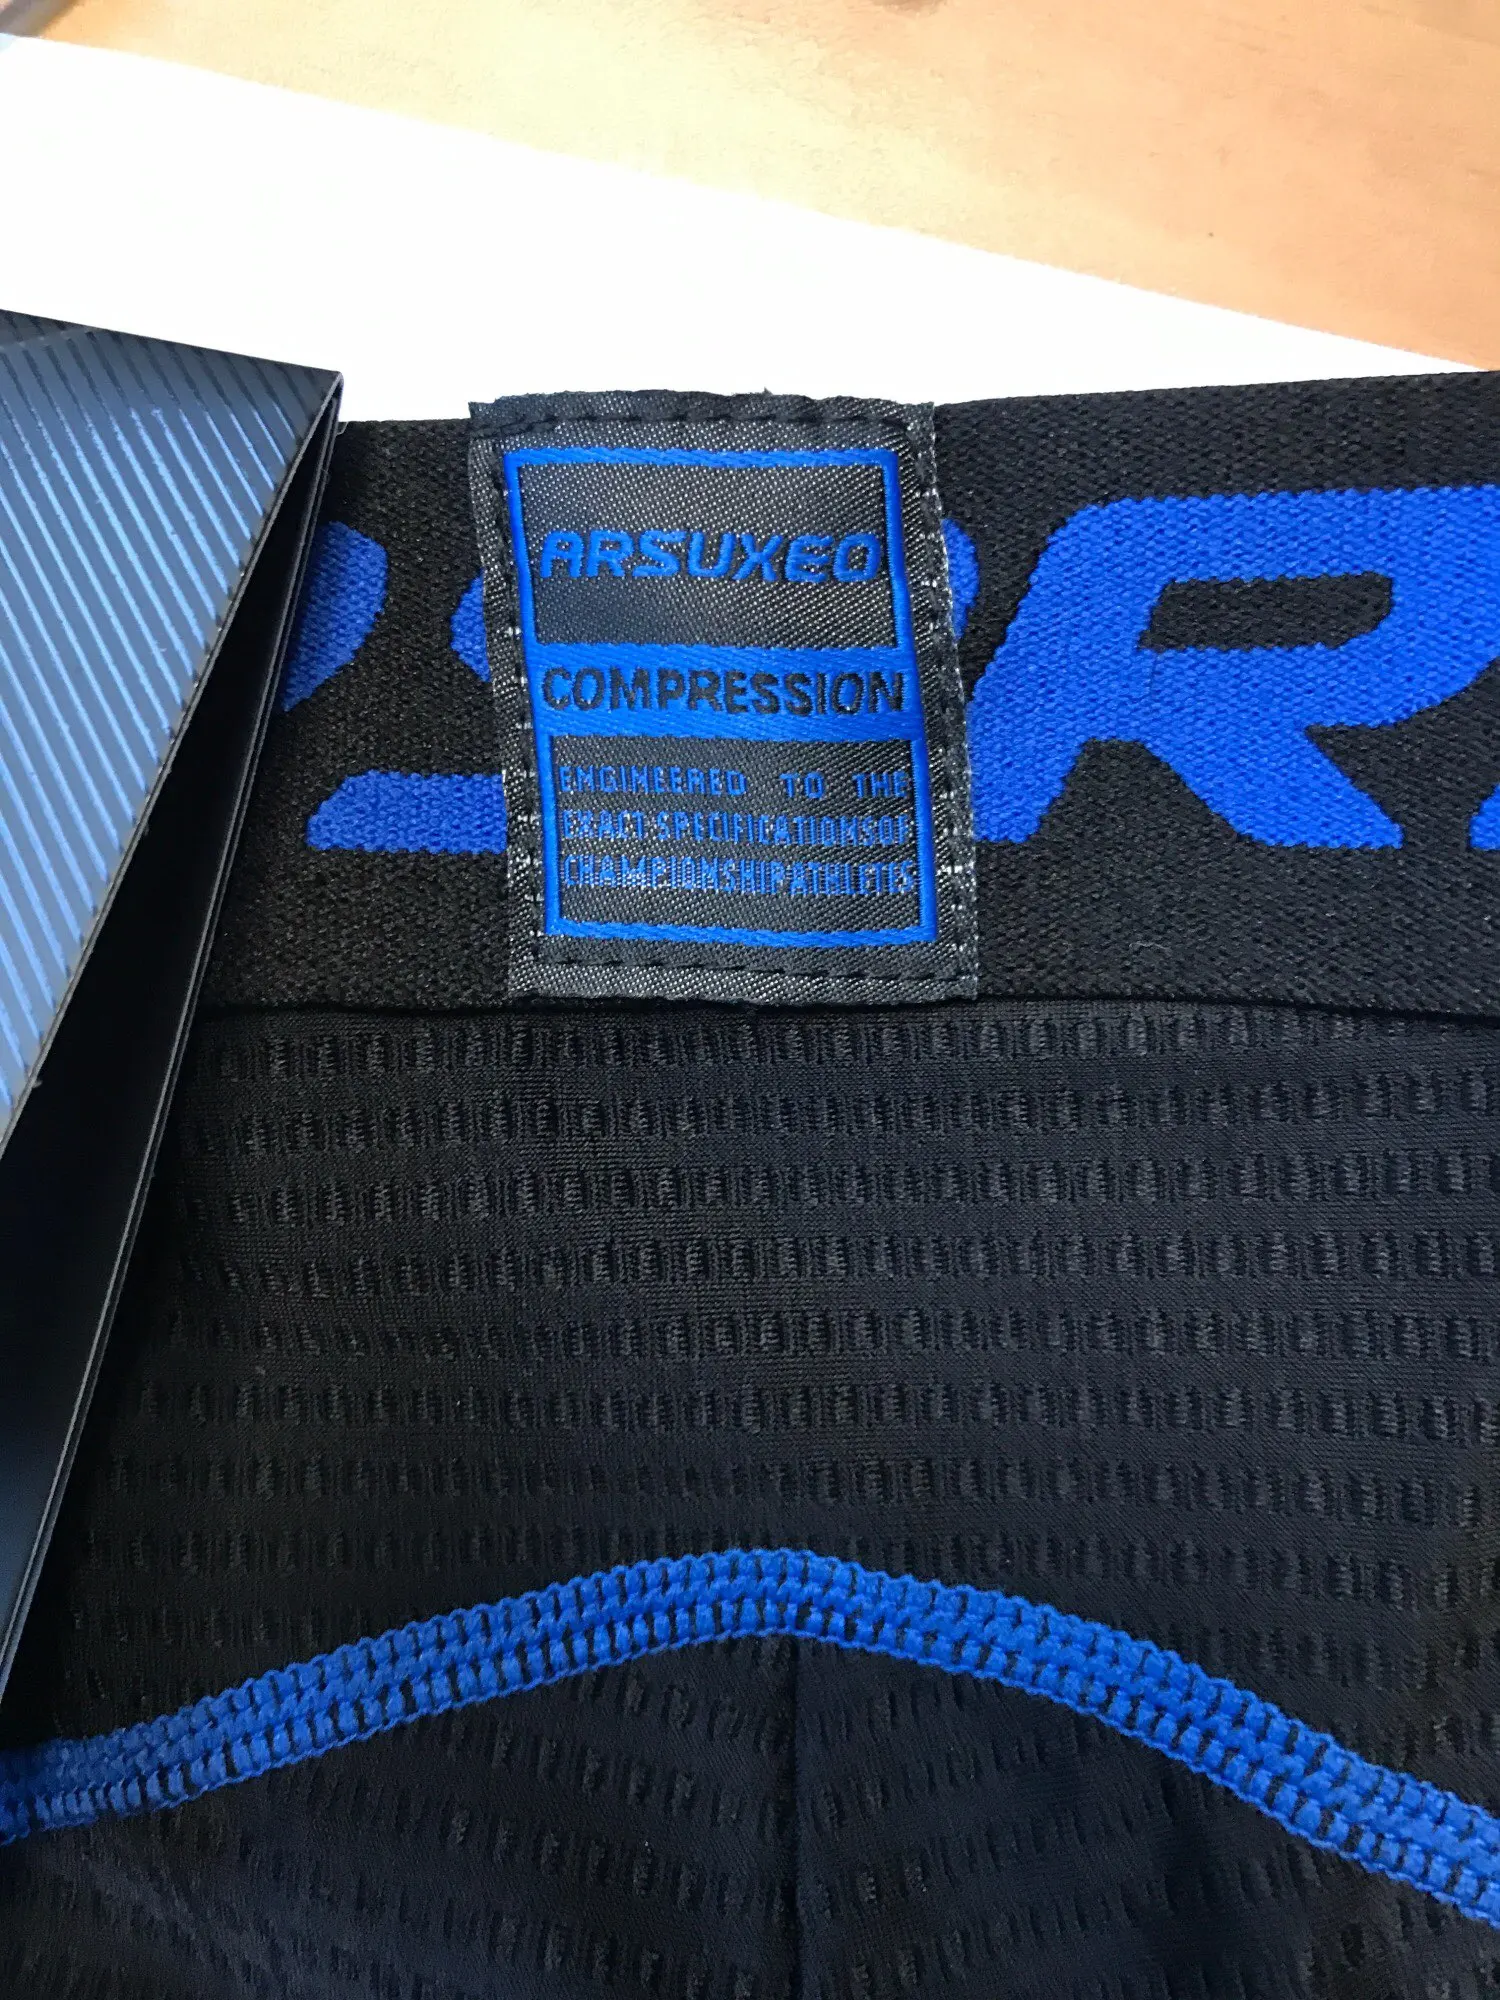 ARSUXEO
COMPRESSION
ENGINEERED TO THE
EXACT SPECIFICATIONSOF
CHAMPIONSHIPATHLETES